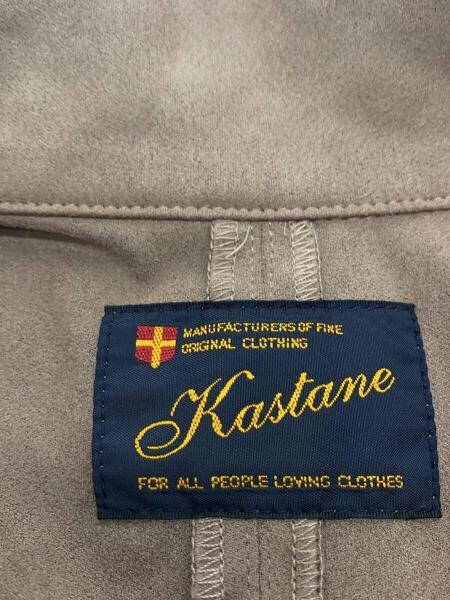 MANUFACTURERS OF FINE
ORIGINAL CLOTHING
Kastane
FOR ALL PEOPLE LOVING CLOTHES